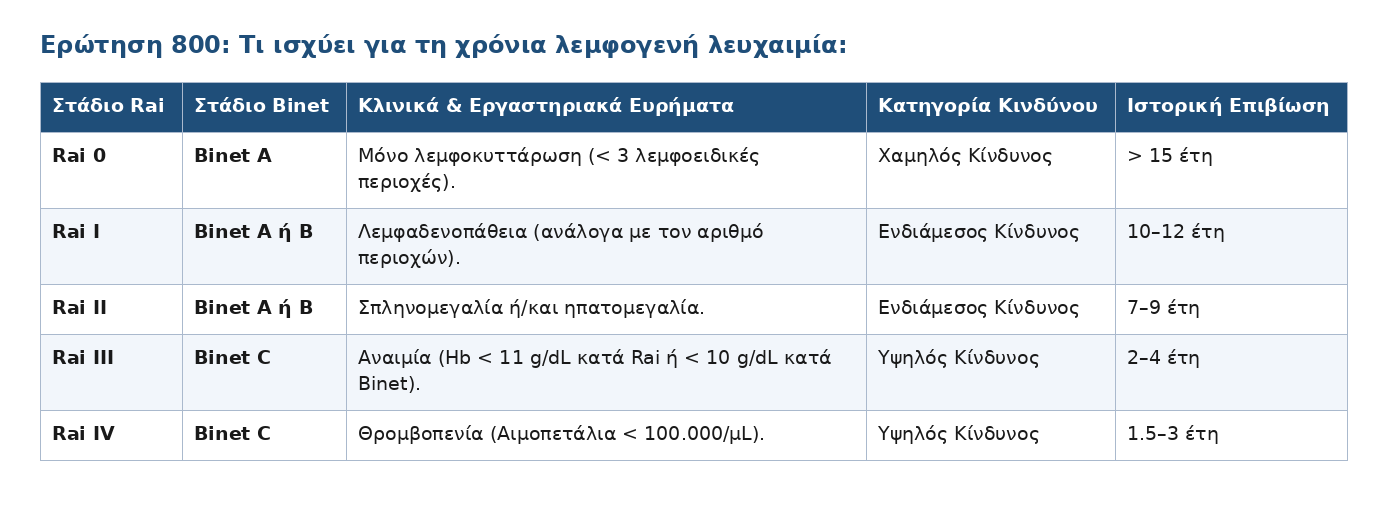 Ερώτηση 800: Τι ισχύει για τη χρόνια λεμφογενή λευχαιμία:
Στάδιο Rai Στάδιο Binet Κλινικά & Εργαστηριακά Ευρήματα Κατηγορία Κινδύνου Ιστορική Επιβίωση
Rai 0 Binet A Μόνο λεμφοκυττάρωση (< 3 λεμφοειδικές Χαμηλός Κίνδυνος > 15 έτη
περιοχές).
Rai I Binet A ή B Λεμφαδενοπάθεια (ανάλογα με τον αριθμό Ενδιάμεσος Κίνδυνος 10–12 έτη
περιοχών).
Rai II Binet A ή B Σπληνομεγαλία ή/και ηπατομεγαλία. Ενδιάμεσος Κίνδυνος 7–9 έτη
Rai III Binet C Αναιμία (Hb < 11 g/dL κατά Rai ή < 10 g/dL κατά Υψηλός Κίνδυνος 2–4 έτη
Binet).
Rai IV Binet C Θρομβοπενία (Αιμοπετάλια < 100.000/μL). Υψηλός Κίνδυνος 1.5–3 έτη